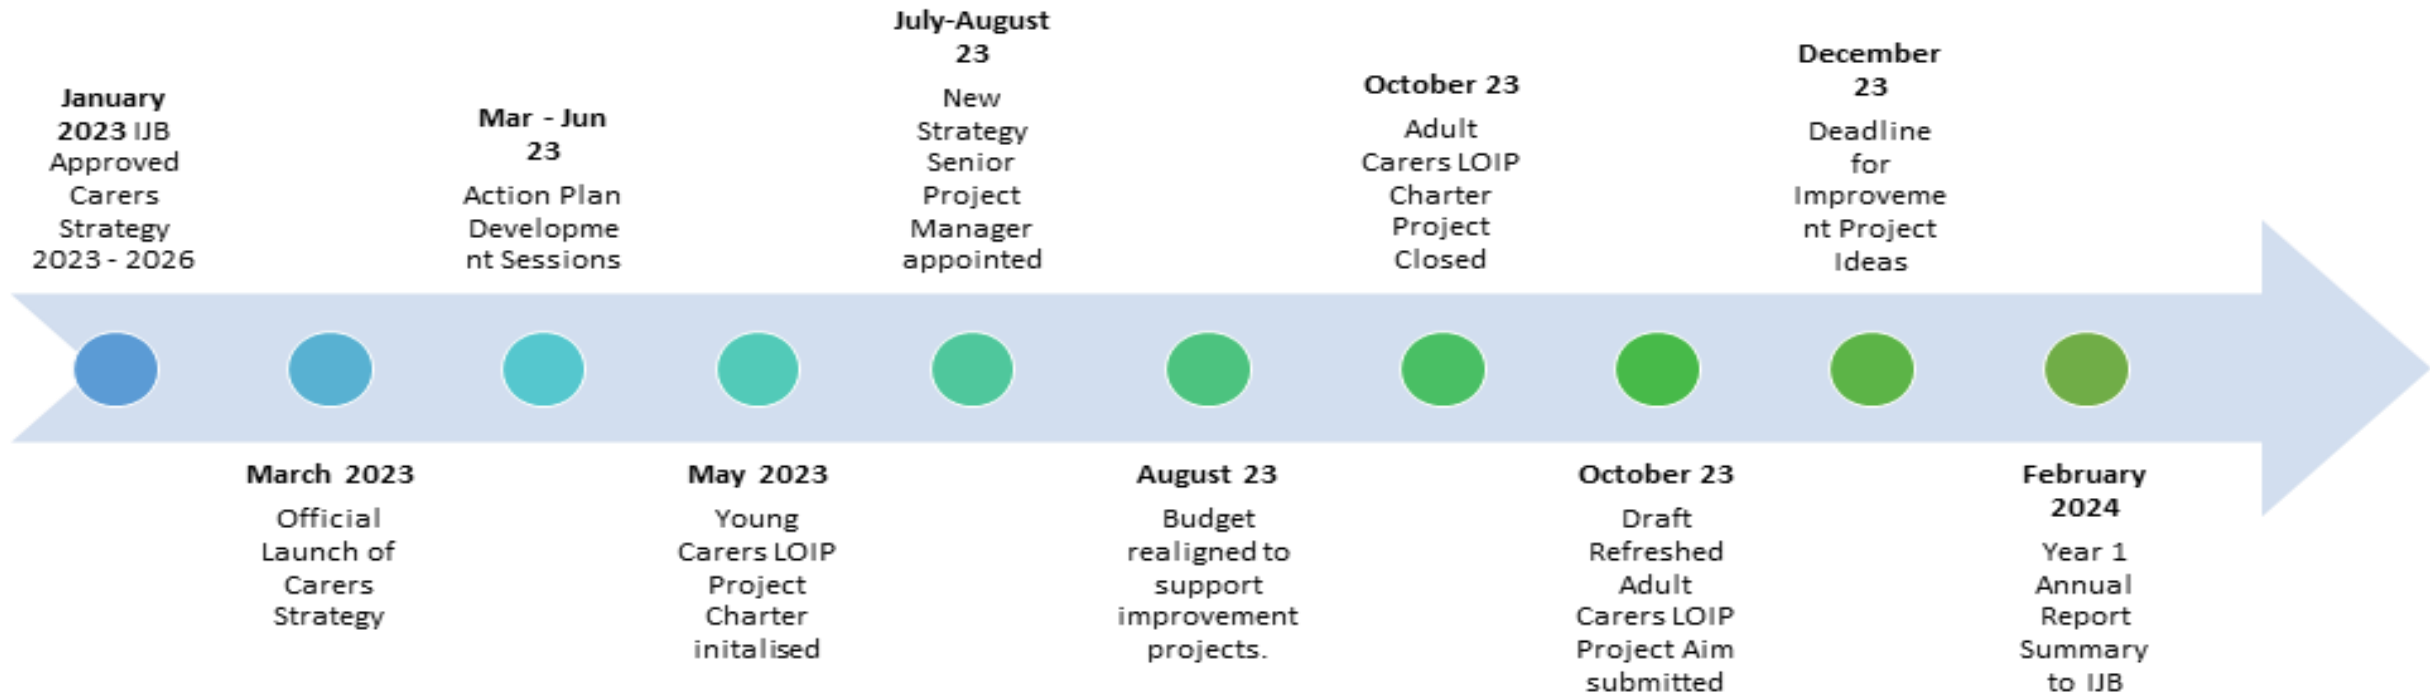 January
2023 IJB
Approved
Carers
Strategy
2023 - 2026
March 2023
Official
Launch of
Carers
Strategy
Mar - Jun
23
Action Plan
Developme
nt Sessions
May 2023
Young
Carers LOIP
Project
Charter
initalised
July-August
23
New
Strategy
Senior
Project
Manager
appointed
August 23
Budget
realigned to
support
improvement
projects.
October 23
Adult
Carers LOIP
Charter
Project
Closed
October 23
Draft
Refreshed
Adult
Carers LOIP
Project Aim
submitted
December
23
Deadline
for
Improveme
nt Project
Ideas
February
2024
Year 1
Annual
Report
Summary
to IJB